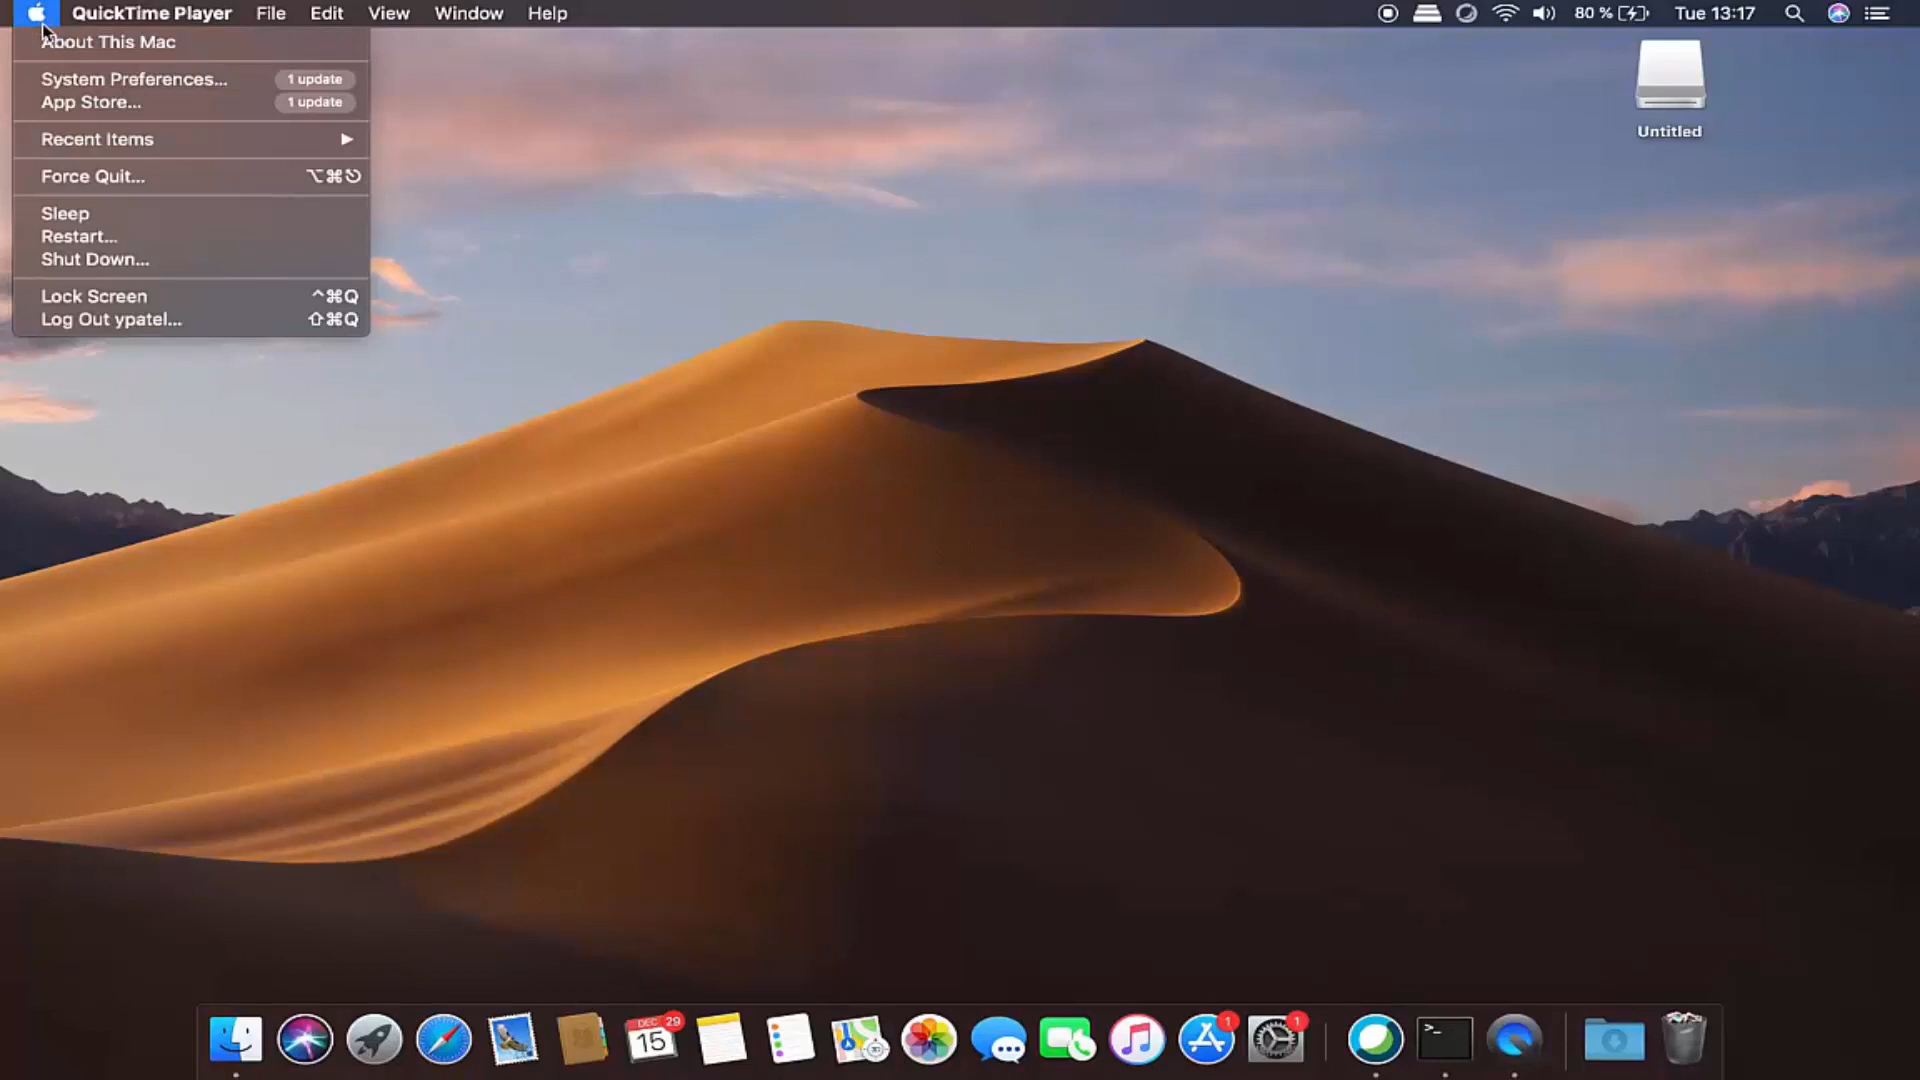 QuickTime Player File Edit View Window Help 80 % Tue 13:17
About This Mac
System Preferences... 1 update
App Store... 1 update
Recent Items ▶
Force Quit... ⌥⌘⎋
Sleep
Restart...
Shut Down...
Lock Screen ^⌘Q
Log Out ypatel... ⇧⌘Q
Untitled
DEC 29
15
1
1
>_